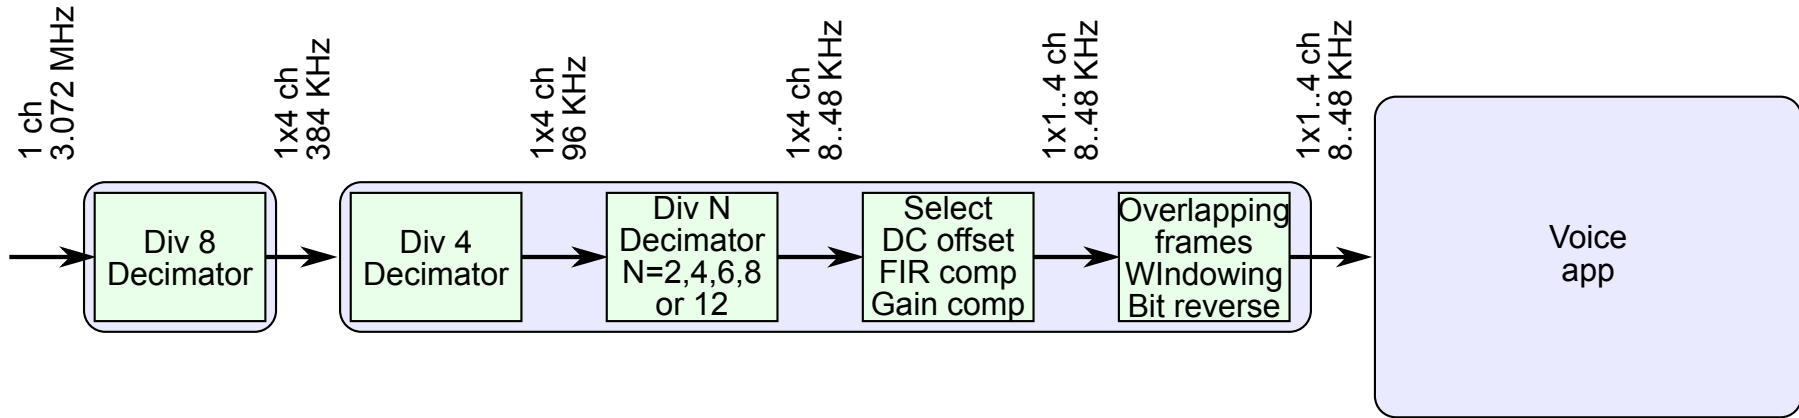 1 ch
3.072 MHz
1x4 ch
384 KHz
1x4 ch
96 KHz
1x4 ch
8..48 KHz
1x1..4 ch
8..48 KHz
1x1..4 ch
8..48 KHz
Div 8
Decimator
Div 4
Decimator
Div N
Decimator
N=2,4,6,8
or 12
Select
DC offset
FIR comp
Gain comp
Overlapping
frames
WIndowing
Bit reverse
Voice
app